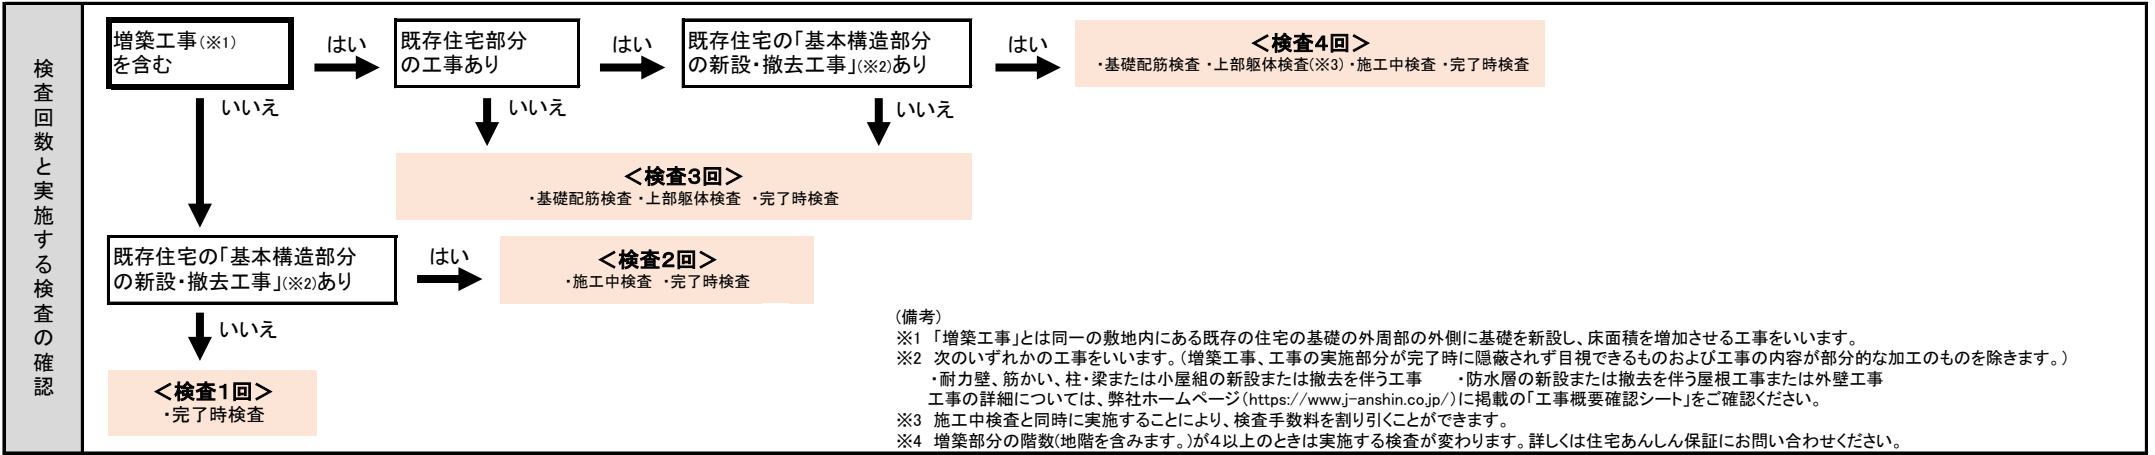 検査回数と実施する検査の確認
増築工事(※1)
を含む
はい
既存住宅部分
の工事あり
はい
既存住宅の「基本構造部分
の新設・撤去工事」(※2)あり
はい
＜検査４回＞
・基礎配筋検査 ・上部躯体検査(※3) ・施工中検査 ・完了時検査
いいえ
いいえ
いいえ
＜検査３回＞
・基礎配筋検査 ・上部躯体検査 ・完了時検査
既存住宅の「基本構造部分
の新設・撤去工事」(※2)あり
はい
＜検査２回＞
・施工中検査 ・完了時検査
いいえ
＜検査１回＞
・完了時検査
(備考)
※1 「増築工事」とは同一の敷地内にある既存の住宅の基礎の外周部の外側に基礎を新設し、床面積を増加させる工事をいいます。
※2 次のいずれかの工事をいいます。（増築工事、工事の実施部分が完了時に隠蔽されず目視できるものおよび工事の内容が部分的な加工のものを除きます。）
・耐力壁、筋かい、柱・梁または小屋組の新設または撤去を伴う工事 ・防水層の新設または撤去を伴う屋根工事または外壁工事
工事の詳細については、弊社ホームページ（https://www.j-anshin.co.jp/）に掲載の「工事概要確認シート」をご確認ください。
※3 施工中検査と同時に実施することにより、検査手数料を割り引くことができます。
※4 増築部分の階数(地階を含みます。)が４以上のときは実施する検査が変わります。詳しくは住宅あんしん保証にお問い合わせください。